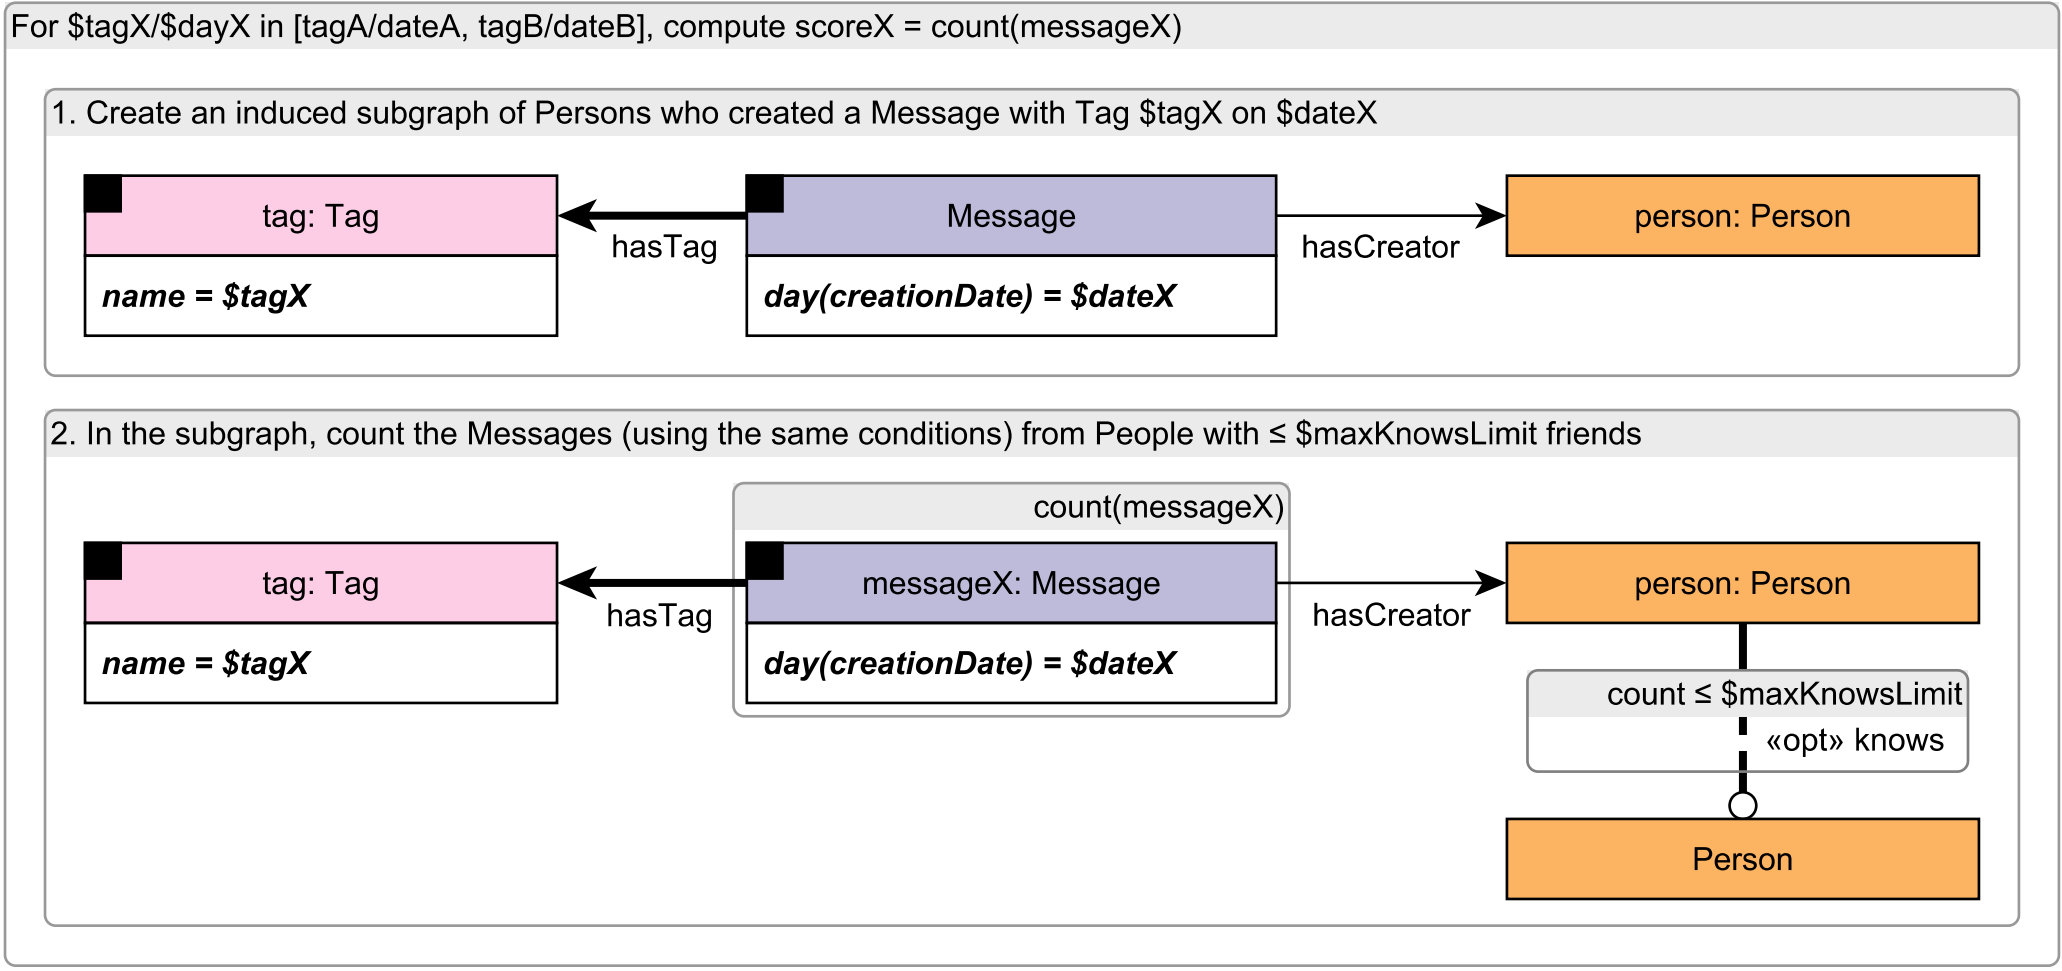 For $tagX/$dayX in [tagA/dateA, tagB/dateB], compute scoreX = count(messageX)
1. Create an induced subgraph of Persons who created a Message with Tag $tagX on $dateX
tag: Tag
name = $tagX
hasTag
Message
day(creationDate) = $dateX
hasCreator
person: Person
2. In the subgraph, count the Messages (using the same conditions) from People with ≤ $maxKnowsLimit friends
tag: Tag
name = $tagX
hasTag
count(messageX)
messageX: Message
day(creationDate) = $dateX
hasCreator
person: Person
count ≤ $maxKnowsLimit
«opt» knows
Person